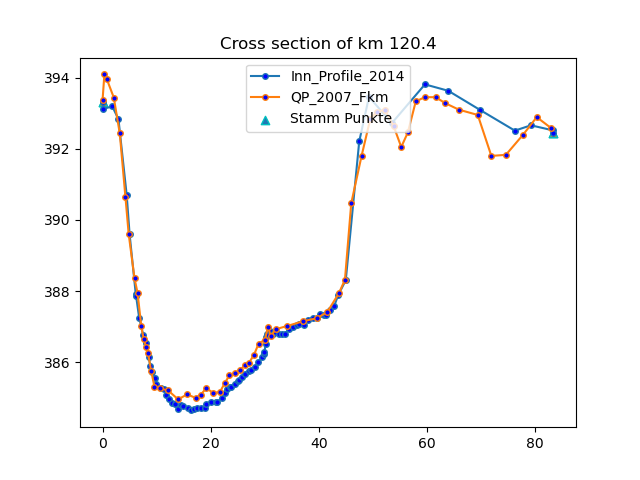 Cross section of km 120.4
Inn_Profile_2014
QP_2007_Fkm
Stamm Punkte
394
392
390
388
386
0 20 40 60 80